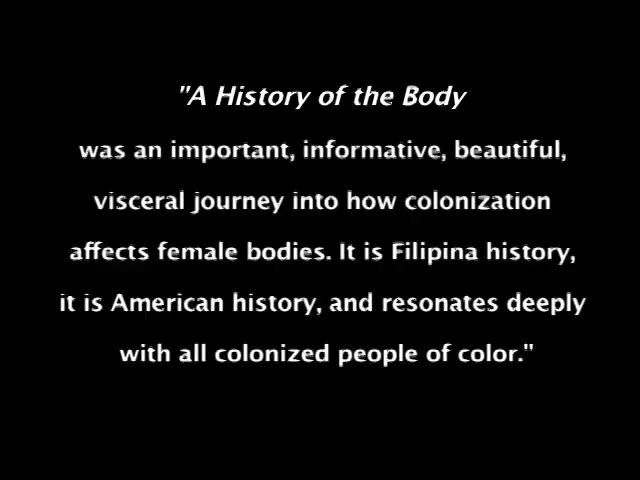 "A History of the Body
was an important, informative, beautiful,
visceral journey into how colonization
affects female bodies. It is Filipina history,
it is American history, and resonates deeply
with all colonized people of color."